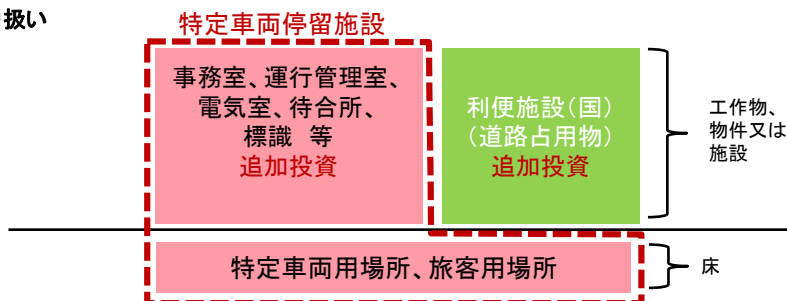 扱い
特定車両停留施設
事務室、運行管理室、
電気室、待合所、
標識 等
追加投資
利便施設(国)
(道路占用物)
追加投資
工作物、
物件又は
施設
特定車両用場所、旅客用場所
床